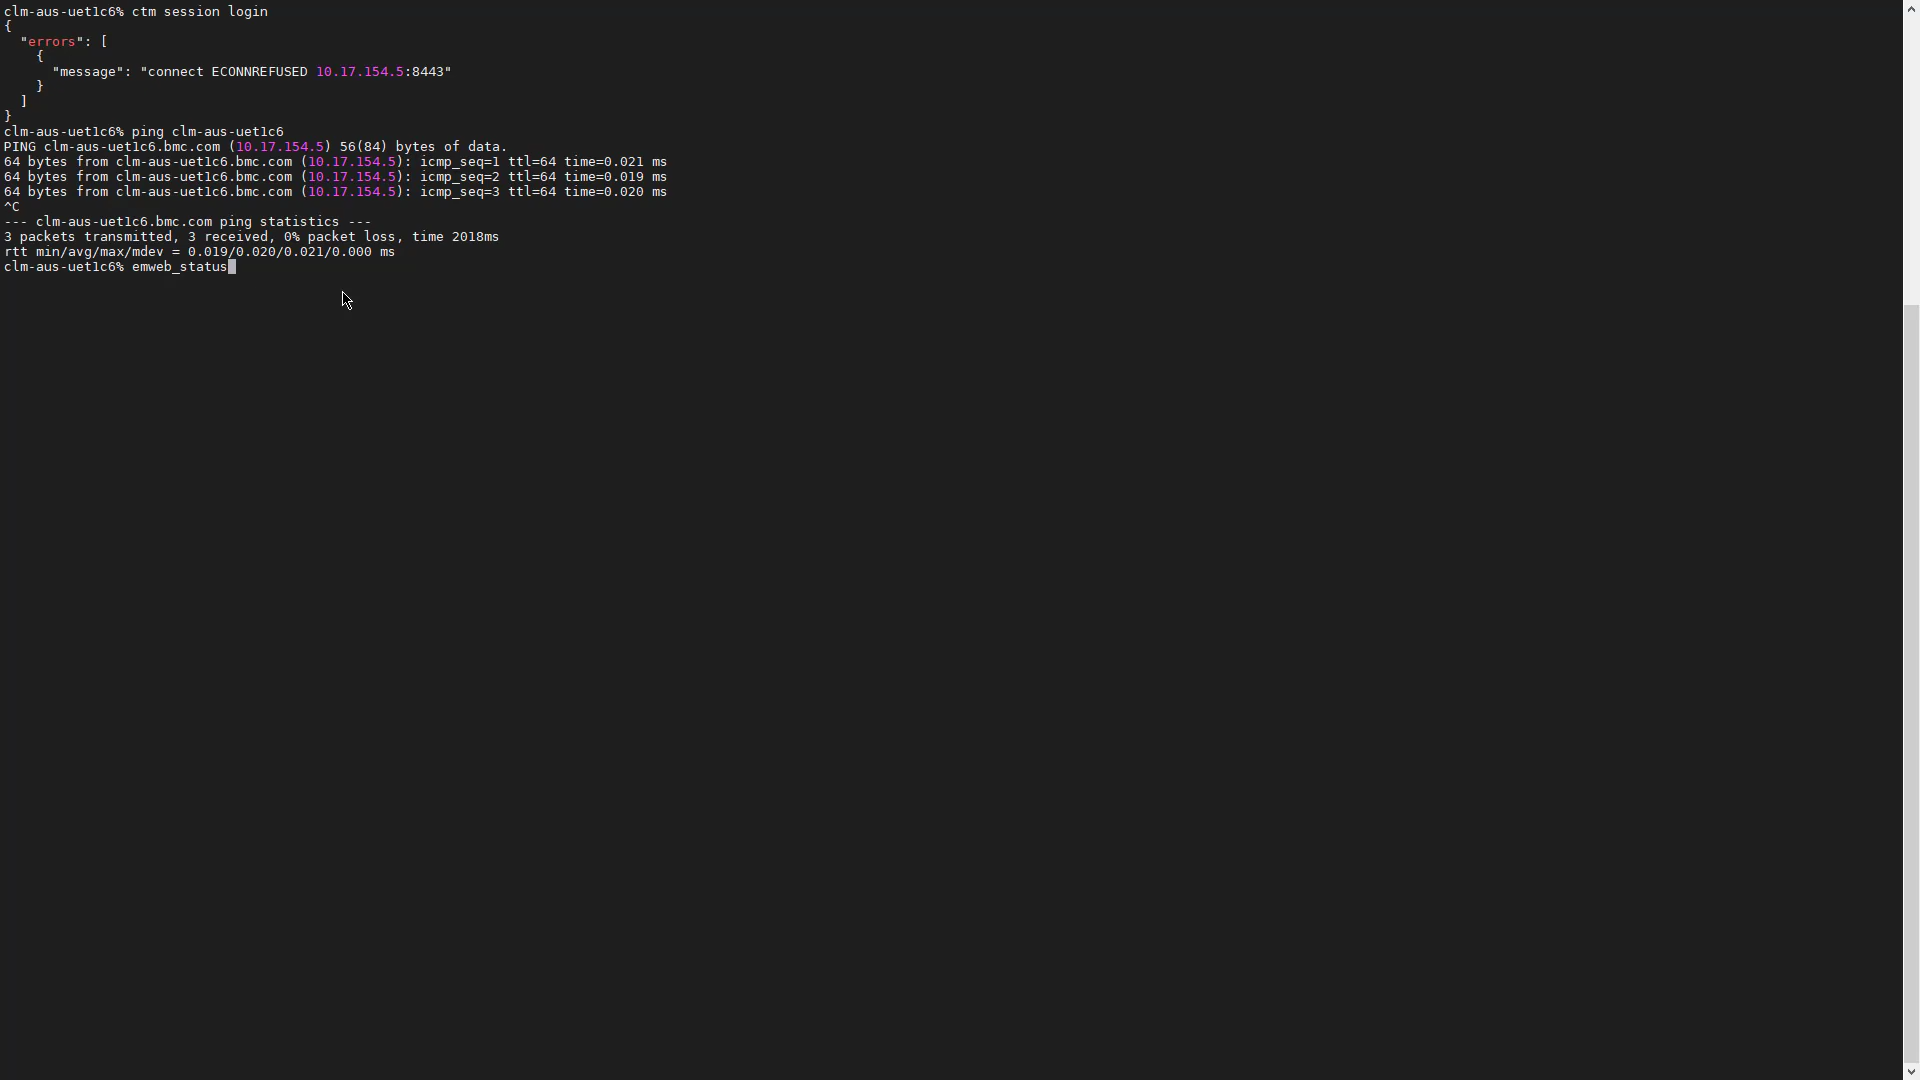 clm-aus-uet1c6% ctm session login
{
  "errors": [
    {
      "message": "connect ECONNREFUSED 10.17.154.5:8443"
    }
  ]
}
clm-aus-uet1c6% ping clm-aus-uet1c6
PING clm-aus-uet1c6.bmc.com (10.17.154.5) 56(84) bytes of data.
64 bytes from clm-aus-uet1c6.bmc.com (10.17.154.5): icmp_seq=1 ttl=64 time=0.021 ms
64 bytes from clm-aus-uet1c6.bmc.com (10.17.154.5): icmp_seq=2 ttl=64 time=0.019 ms
64 bytes from clm-aus-uet1c6.bmc.com (10.17.154.5): icmp_seq=3 ttl=64 time=0.020 ms
^C
--- clm-aus-uet1c6.bmc.com ping statistics ---
3 packets transmitted, 3 received, 0% packet loss, time 2018ms
rtt min/avg/max/mdev = 0.019/0.020/0.021/0.000 ms
clm-aus-uet1c6% emweb_status